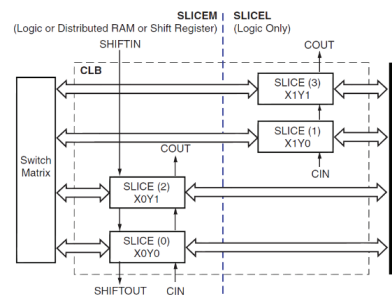 SLICEM
SLICEL
(Logic or Distributed RAM or Shift Register)
(Logic Only)
SHIFTIN
COUT
CLB
SLICE (3)
X1Y1
SLICE (1)
X1Y0
COUT
CIN
Switch
Matrix
SLICE (2)
X0Y1
SLICE (0)
X0Y0
SHIFTOUT
CIN